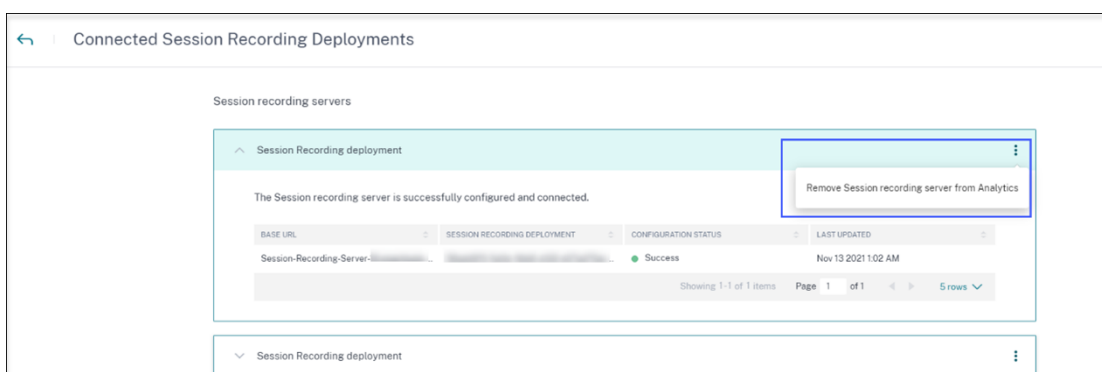 Connected Session Recording Deployments
Session recording servers
Session Recording deployment
Remove Session recording server from Analytics
The Session recording server is successfully configured and connected.
BASE URL SESSION RECORDING DEPLOYMENT CONFIGURATION STATUS LAST UPDATED
Session-Recording-Server- Success Nov 13 2021 1:02 AM
Showing 1-1 of 1 items Page 1 of 1 5 rows
Session Recording deployment